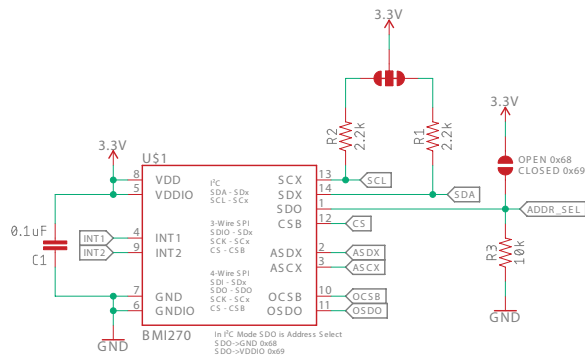 3.3V
R2
2.2k
R1
2.2k
3.3V
OPEN 0x68
CLOSED 0x69
3.3V
U$1
8
VDD
5
VDDIO
I²C
SDA - SDx
SCL - SCx
3-Wire SPI
SDIO - SDx
SCK - SCx
CS - CSB
4-Wire SPI
SDI - SDx
SDO - SDO
SCK - SCx
CS - CSB
SCX
13
SCL
SDX
14
SDA
SDO
1
ADDR_SEL
CSB
12
CS
0.1uF
C1
INT1
4
INT1
INT2
9
INT2
ASDX
2
ASDX
ASCX
3
ASCX
R3
10k
7
GND
6
GNDIO
OCSB
10
OCSB
OSDO
11
OSDO
GND
GND
BMI270
In I²C Mode SDO is Address Select
SDO->GND 0x68
SDO->VDDIO 0x69